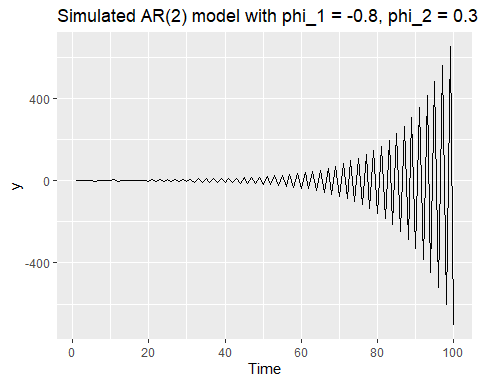 Simulated AR(2) model with phi_1 = -0.8, phi_2 = 0.3
400
0
-400
y
0 20 40 60 80 100
Time